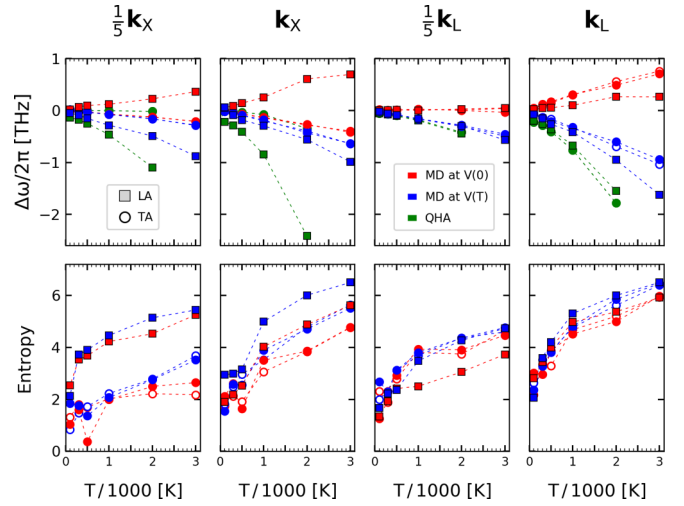 1/5 k_X k_X 1/5 k_L k_L
Δω/2π [THz]
1
0
−1
−2
LA
TA
MD at V(0)
MD at V(T)
QHA
Entropy
6
4
2
0
0 1 2 3 0 1 2 3 0 1 2 3 0 1 2 3
T/1000 [K] T/1000 [K] T/1000 [K] T/1000 [K]